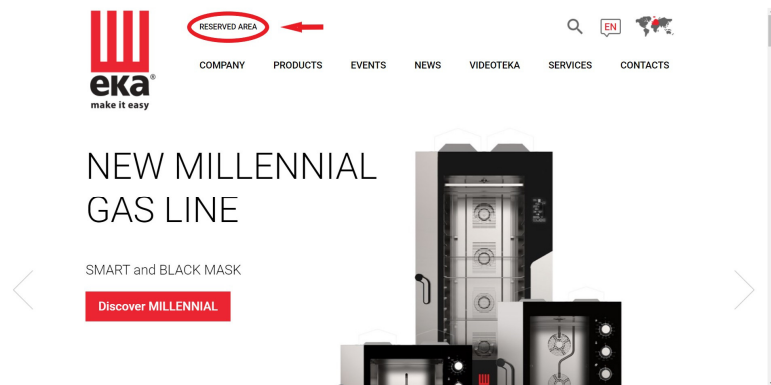 RESERVED AREA
EN
eka®
make it easy
COMPANY PRODUCTS EVENTS NEWS VIDEOTEKA SERVICES CONTACTS
NEW MILLENNIAL
GAS LINE
SMART and BLACK MASK
Discover MILLENNIAL